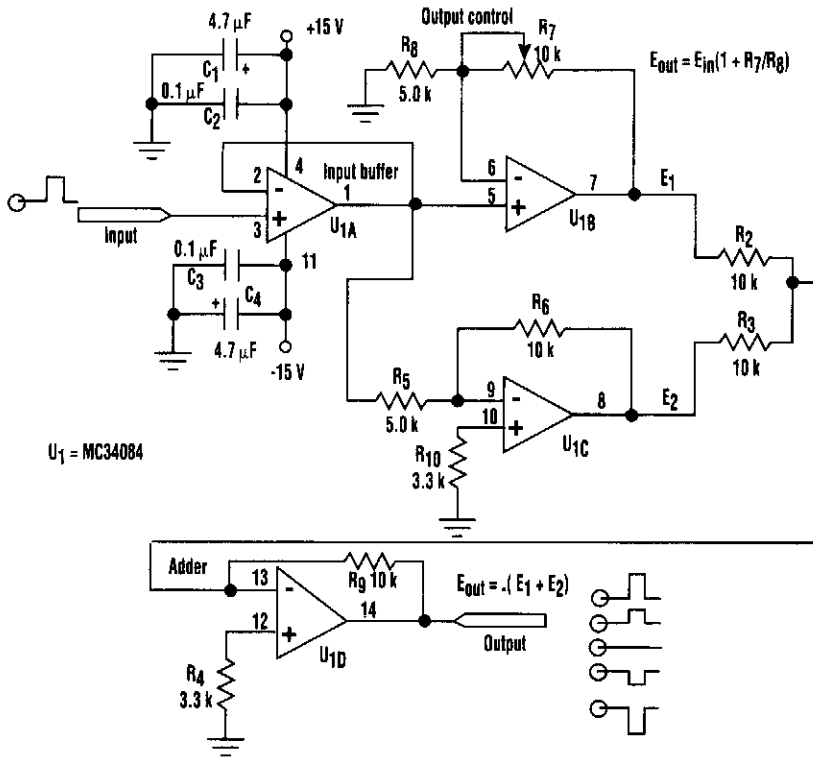 4.7 µF
+15 V
C1
+
0.1 µF
C2
Output control
R7
10 k
R8
5.0 k
Eout = Ein(1 + R7/R8)
4
2
-
Input buffer
1
3
+
U1A
Input
6
-
5
+
7
U1B
E1
R2
10 k
0.1 µF
C3
11
+
C4
4.7 µF
-15 V
R6
10 k
R3
10 k
R5
5.0 k
9
-
10
+
8
U1C
E2
R10
3.3 k
U1 = MC34084
Adder
13
-
R9 10 k
12
+
14
U1D
Eout = -( E1 + E2)
Output
R4
3.3 k